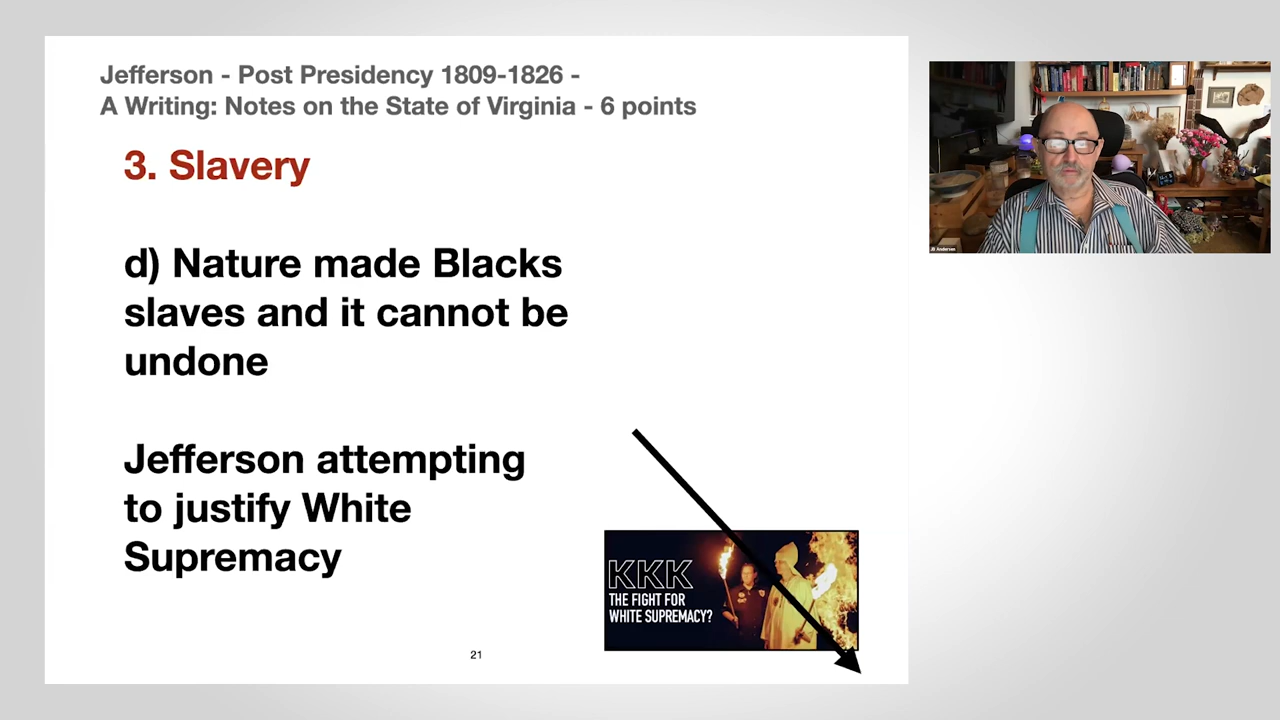 Jefferson - Post Presidency 1809-1826 -
A Writing: Notes on the State of Virginia - 6 points
3. Slavery
d) Nature made Blacks
slaves and it cannot be
undone
Jefferson attempting
to justify White
Supremacy
KKK
THE FIGHT FOR
WHITE SUPREMACY?
21
JB Andersen